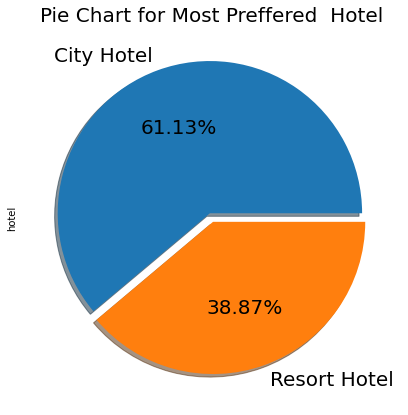 Pie Chart for Most Preffered  Hotel
City Hotel
61.13%
hotel
38.87%
Resort Hotel